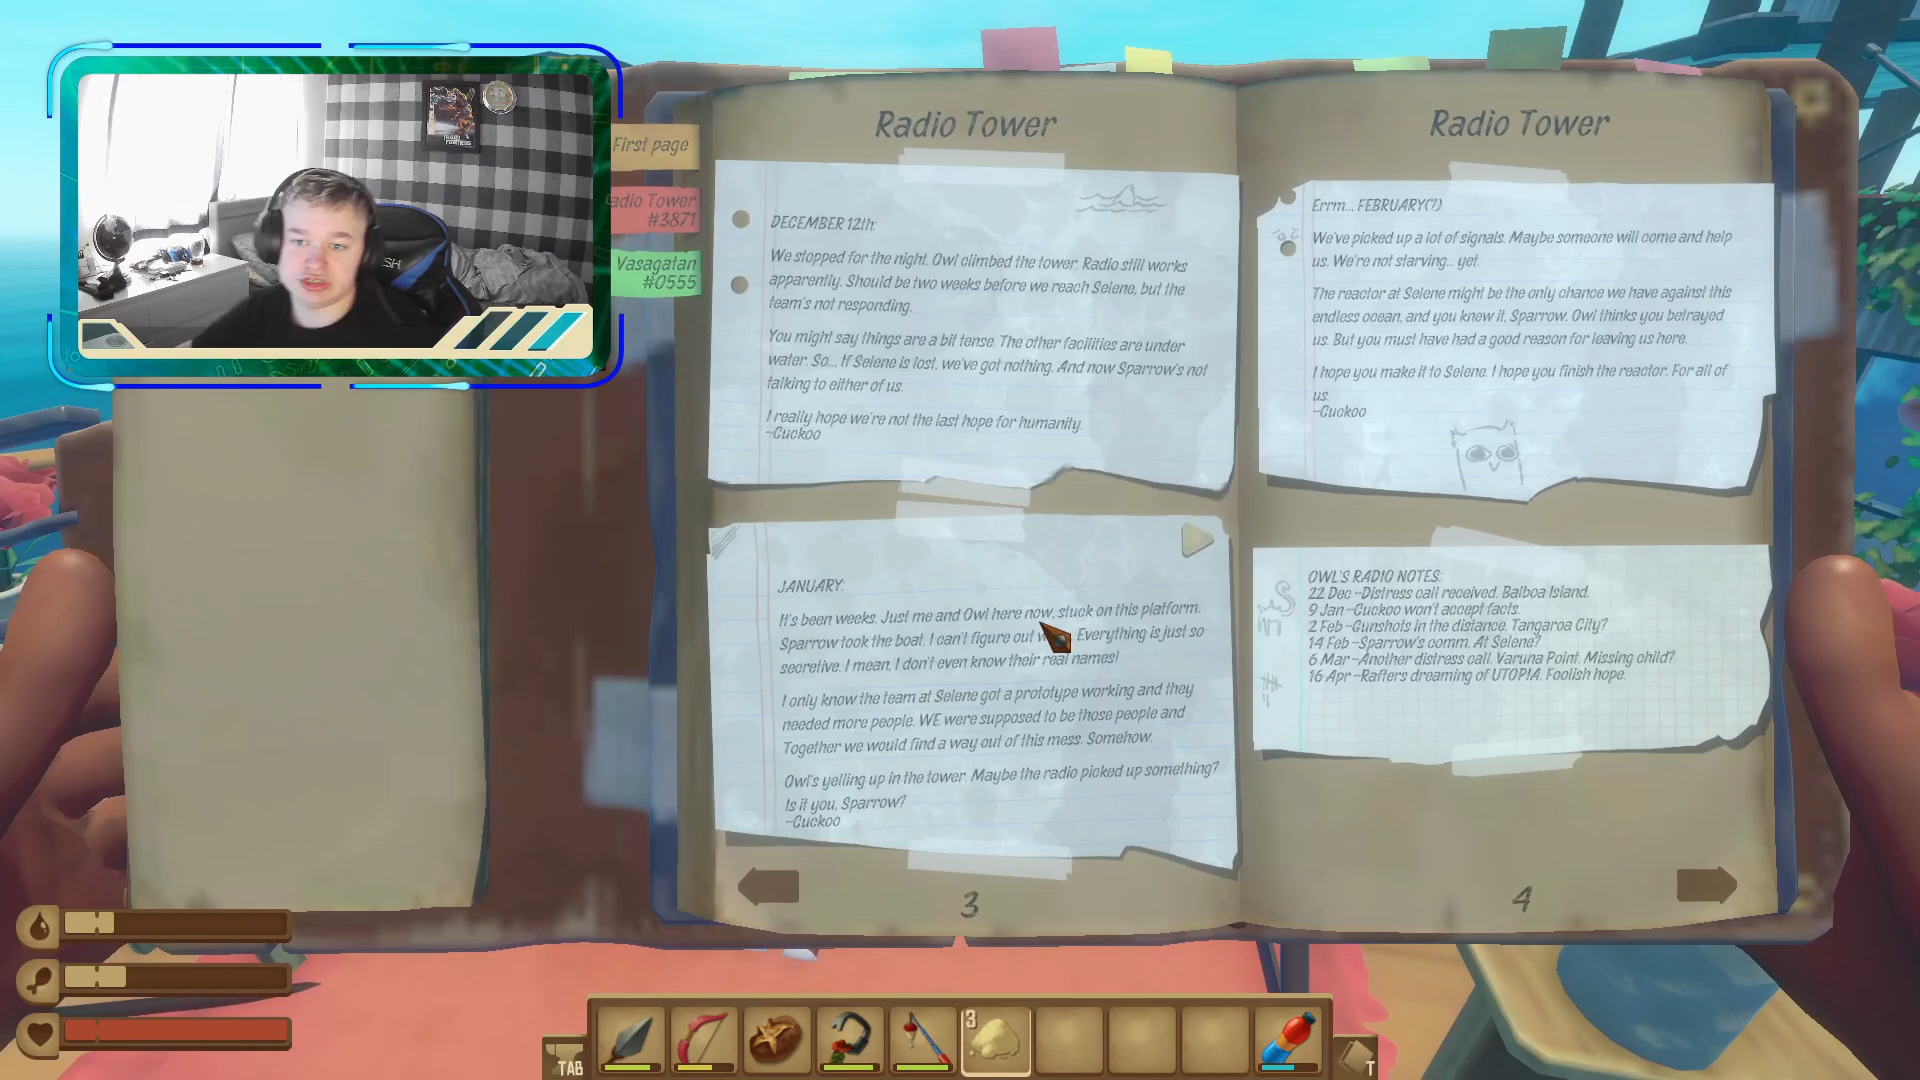 First page
adio Tower
#3871
Vasagatan
#0555
Radio Tower
DECEMBER 12th:
We stopped for the night. Owl climbed the tower. Radio still works
apparently. Should be two weeks before we reach Selene, but the
team's not responding.
You might say things are a bit tense. The other facilities are under
water. So... If Selene is lost, we've got nothing. And now Sparrow's not
talking to either of us.
I really hope we're not the last hope for humanity.
~Cuckoo
JANUARY:
It's been weeks. Just me and Owl here now, stuck on this platform.
Sparrow took the boat. I can't figure out Everything is just so
secretive. I mean, I don't even know their real names!
I only know the team at Selene got a prototype working and they
needed more people. WE were supposed to be those people and
Together we would find a way out of this mess. Somehow.
Owl's yelling up in the tower. Maybe the radio picked up something?
Is it you, Sparrow?
~Cuckoo
3
Radio Tower
Errm... FEBRUARY(?)
We've picked up a lot of signals. Maybe someone will come and help
us. We're not starving... yet.
The reactor at Selene might be the only chance we have against this
endless ocean, and you knew it, Sparrow. Owl thinks you betrayed
us. But you must have had a good reason for leaving us here.
I hope you make it to Selene. I hope you finish the reactor. For all of
us.
~Cuckoo
OWL'S RADIO NOTES:
22 Dec ~Distress call received. Balboa Island.
9 Jan ~Cuckoo won't accept facts.
2 Feb ~Gunshots in the distance. Tangaroa City?
14 Feb ~Sparrow's comm. At Selene?
6 Mar ~Another distress call. Varuna Point. Missing child?
16 Apr ~Rafters dreaming of UTOPIA. Foolish hope.
4
TAB
3
T